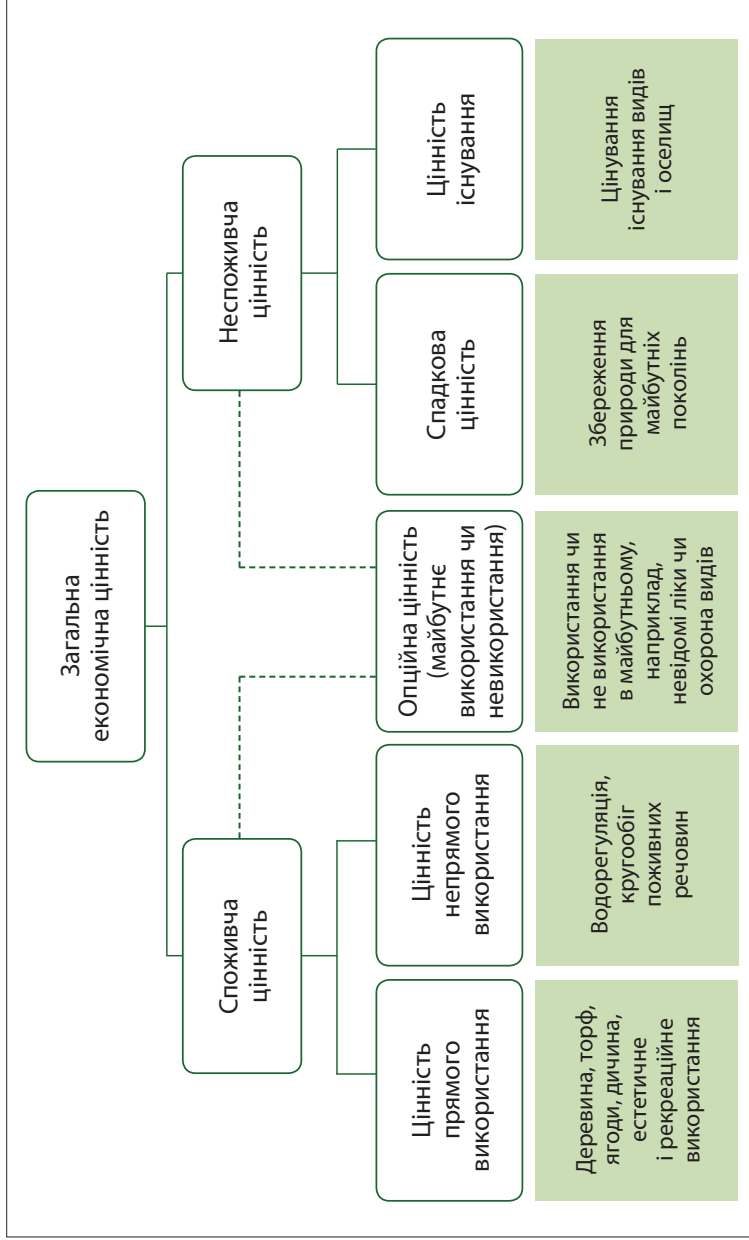 Загальна
економічна цінність
Споживча
цінність
Неспоживча
цінність
Цінність
прямого
використання
Цінність
непрямого
використання
Опційна цінність
(майбутнє
використання чи
невикористання)
Спадкова
цінність
Цінність
існування
Деревина, торф,
ягоди, дичина,
естетичне
і рекреаційне
використання
Водорегуляція,
кругообіг
поживних
речовин
Використання чи
не використання
в майбутньому,
наприклад,
невідомі ліки чи
охорона видів
Збереження
природи для
майбутніх
поколінь
Цінування
існування видів
і оселищ